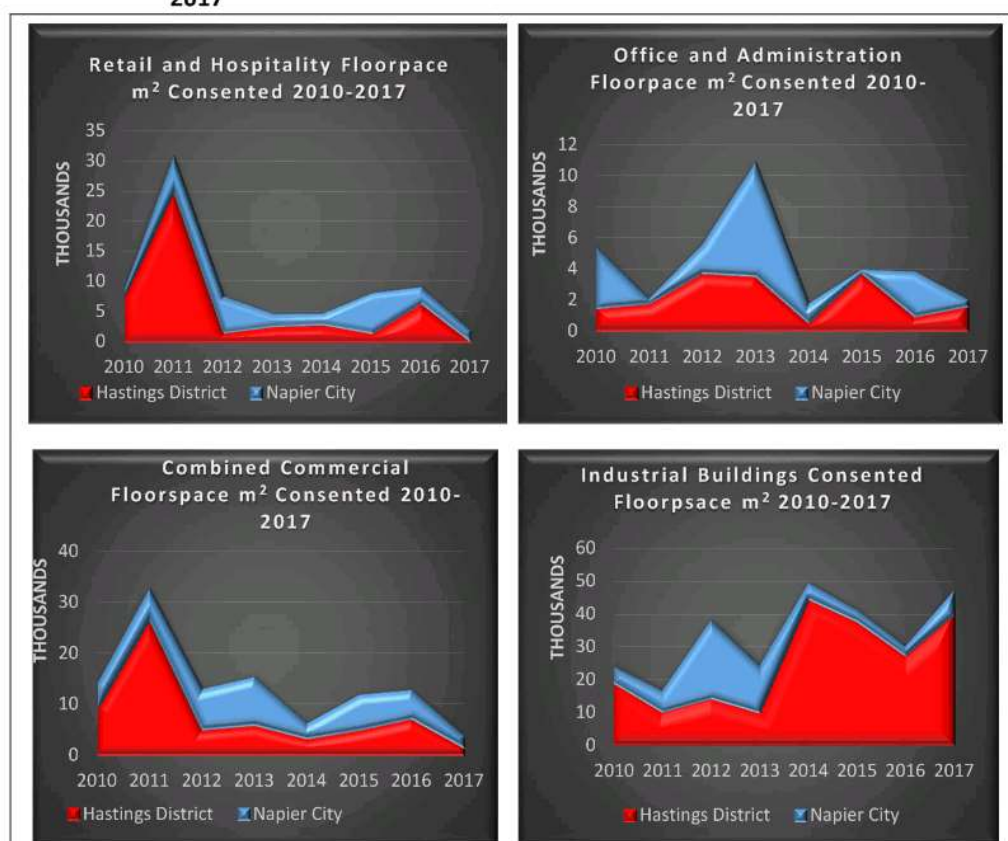 2017
Retail and Hospitality Floorpace
m² Consented 2010-2017
THOUSANDS
35
30
25
20
15
10
5
0
2010 2011 2012 2013 2014 2015 2016 2017
Hastings District Napier City
Office and Administration
Floorpace m² Consented 2010-
2017
THOUSANDS
12
10
8
6
4
2
0
2010 2011 2012 2013 2014 2015 2016 2017
Hastings District Napier City
Combined Commercial
Floorspace m² Consented 2010-
2017
THOUSANDS
40
30
20
10
0
2010 2011 2012 2013 2014 2015 2016 2017
Hastings District Napier City
Industrial Buildings Consented
Floorpsace m² 2010-2017
THOUSANDS
60
50
40
30
20
10
0
2010 2011 2012 2013 2014 2015 2016 2017
Hastings District Napier City